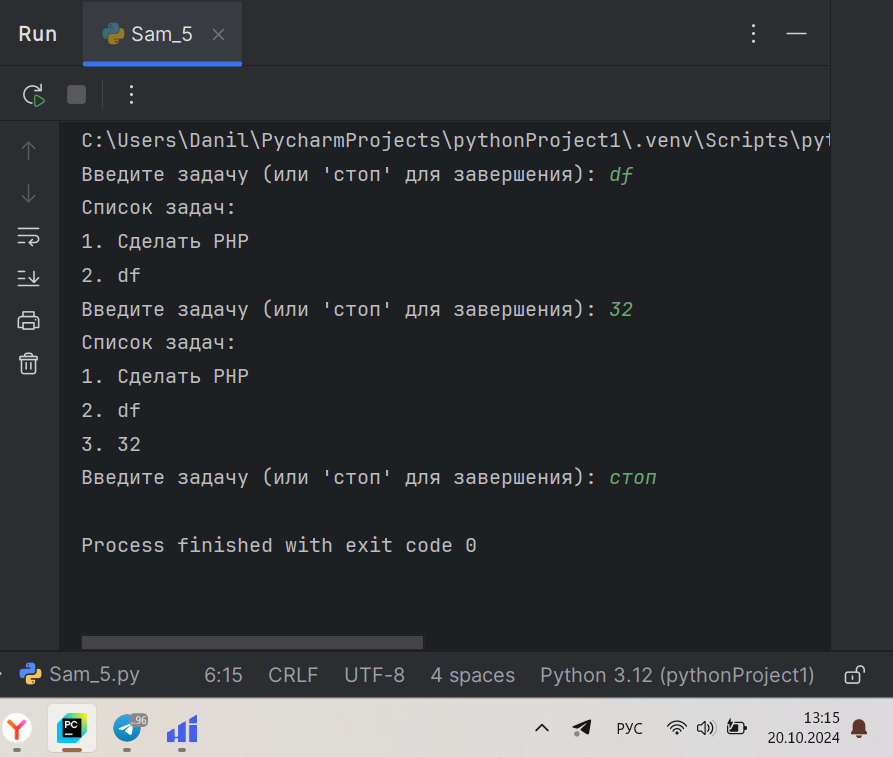 Run Sam_5
C:\Users\Danil\PycharmProjects\pythonProject1\.venv\Scripts\pyt
Введите задачу (или 'стоп' для завершения): df
Список задач:
1. Сделать PHP
2. df
Введите задачу (или 'стоп' для завершения): 32
Список задач:
1. Сделать PHP
2. df
3. 32
Введите задачу (или 'стоп' для завершения): стоп
Process finished with exit code 0
Sam_5.py 6:15 CRLF UTF-8 4 spaces Python 3.12 (pythonProject1)
PC ..96 РУС 13:15
20.10.2024